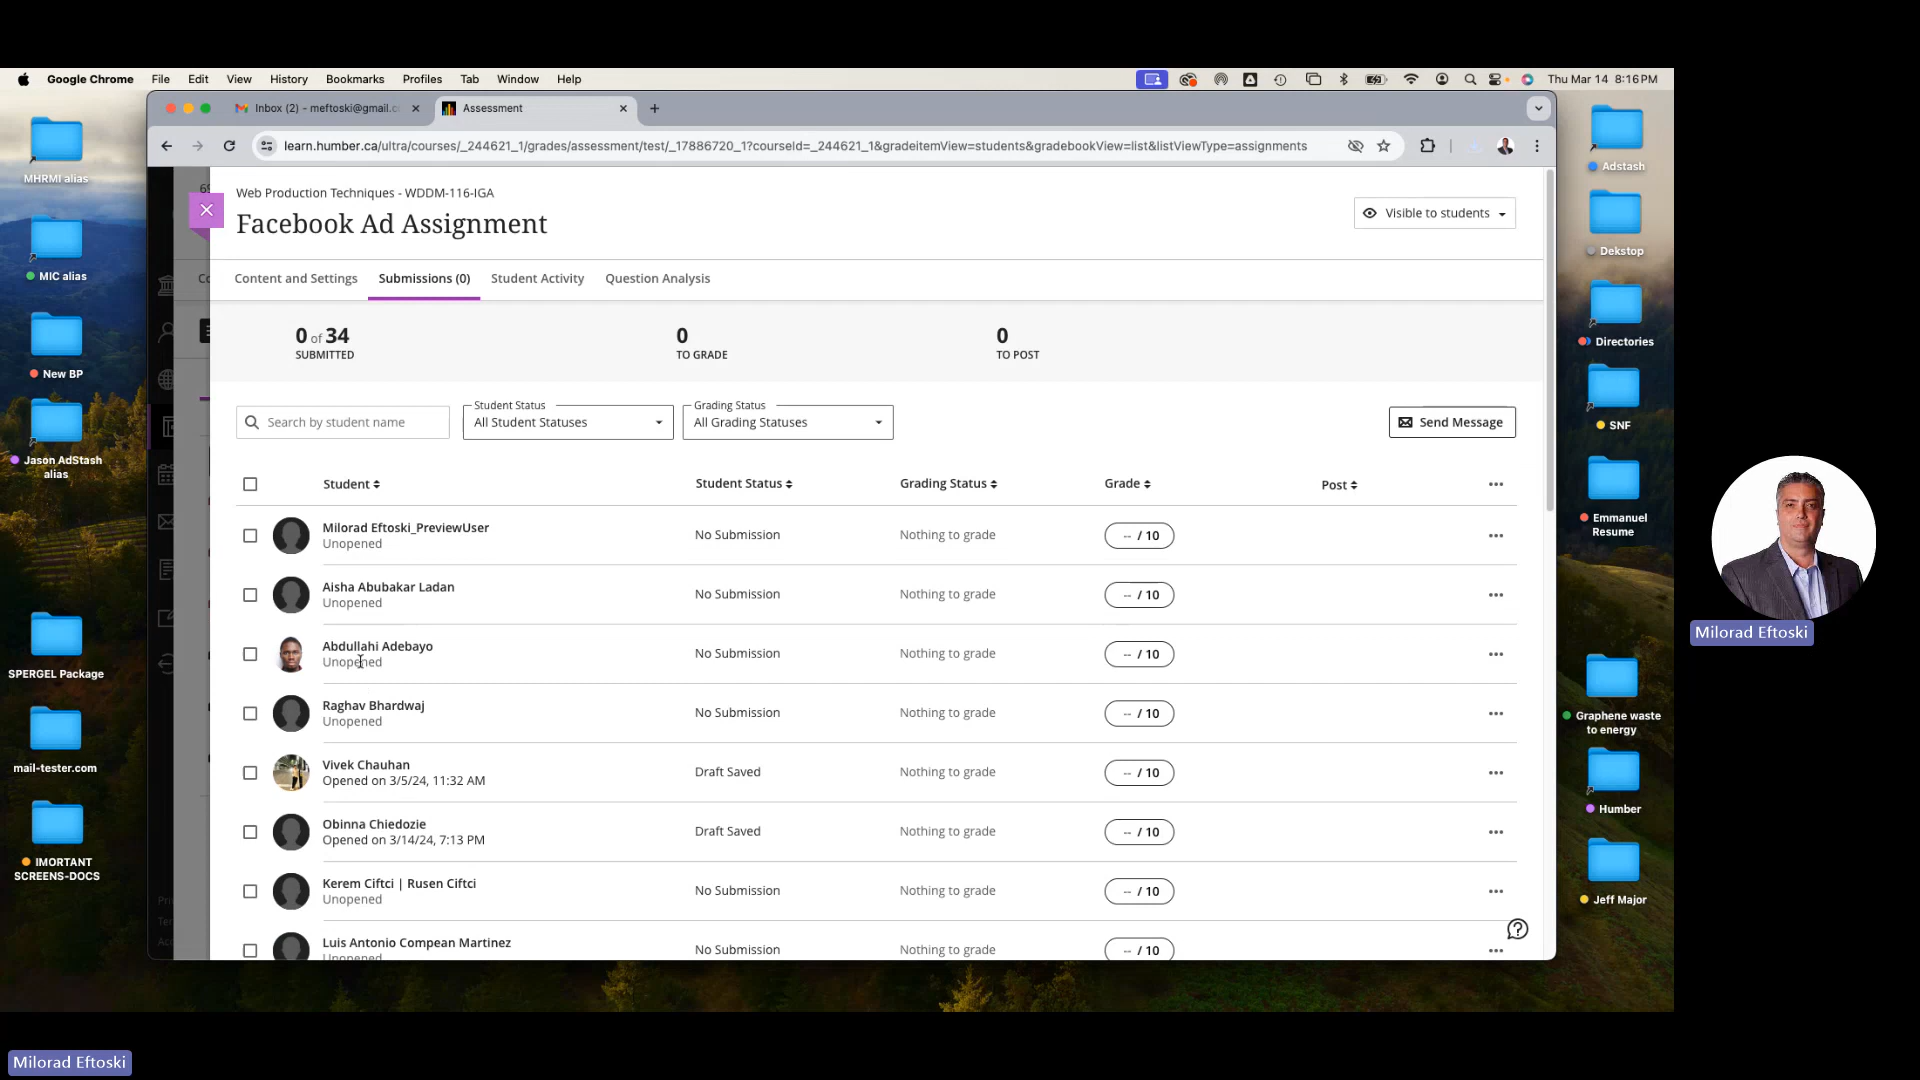 Google Chrome File Edit View History Bookmarks Profiles Tab Window Help
Thu Mar 14 8:16 PM
Inbox (2) - meftoski@gmail.c
Assessment
learn.humber.ca/ultra/courses/_244621_1/grades/assessment/test/_17886720_1?courseId=_244621_1&gradeitemView=students&gradebookView=list&listViewType=assignments
Web Production Techniques - WDDM-116-IGA
Facebook Ad Assignment
Visible to students
Content and Settings Submissions (0) Student Activity Question Analysis
0 of 34
SUBMITTED
0
TO GRADE
0
TO POST
Search by student name
Student Status
All Student Statuses
Grading Status
All Grading Statuses
Send Message
Student Student Status Grading Status Grade Post
Milorad Eftoski_PreviewUser
Unopened
No Submission Nothing to grade -- / 10
Aisha Abubakar Ladan
Unopened
No Submission Nothing to grade -- / 10
Abdullahi Adebayo
Unopened
No Submission Nothing to grade -- / 10
Raghav Bhardwaj
Unopened
No Submission Nothing to grade -- / 10
Vivek Chauhan
Opened on 3/5/24, 11:32 AM
Draft Saved Nothing to grade -- / 10
Obinna Chiedozie
Opened on 3/14/24, 7:13 PM
Draft Saved Nothing to grade -- / 10
Kerem Ciftci | Rusen Ciftci
Unopened
No Submission Nothing to grade -- / 10
Luis Antonio Compean Martinez
Unopened
No Submission Nothing to grade -- / 10
MHRMI alias
MIC alias
New BP
Jason AdStash
alias
SPERGEL Package
mail-tester.com
IMORTANT
SCREENS-DOCS
Adstash
Dekstop
Directories
SNF
Emmanuel
Resume
Graphene waste
to energy
Humber
Jeff Major
Milorad Eftoski
Milorad Eftoski